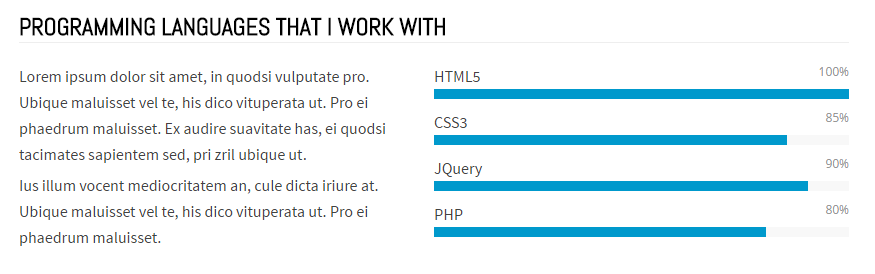 PROGRAMMING LANGUAGES THAT I WORK WITH
Lorem ipsum dolor sit amet, in quodsi vulputate pro.
Ubique maluisset vel te, his dico vituperata ut. Pro ei
phaedrum maluisset. Ex audire suavitate has, ei quodsi
tacimates sapientem sed, pri zril ubique ut.
Ius illum vocent mediocritatem an, cule dicta iriure at.
Ubique maluisset vel te, his dico vituperata ut. Pro ei
phaedrum maluisset.
HTML5 100%
CSS3 85%
JQuery 90%
PHP 80%